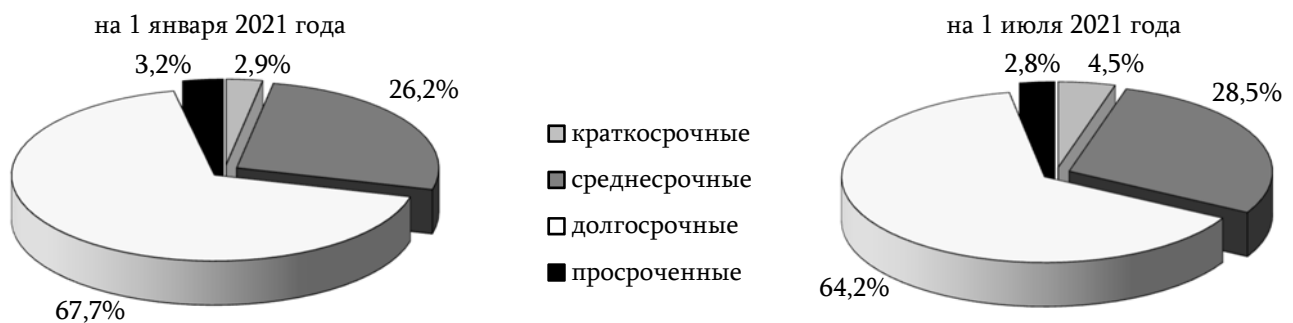 на 1 января 2021 года
3,2%
2,9%
26,2%
67,7%
краткосрочные
среднесрочные
долгосрочные
просроченные
на 1 июля 2021 года
2,8%
4,5%
28,5%
64,2%